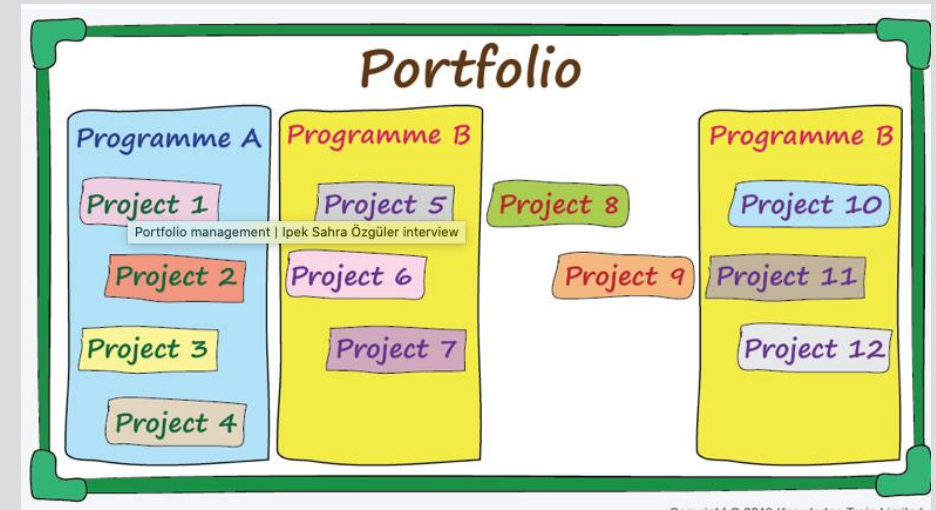 Portfolio
Programme A
Project 1
Project 2
Project 3
Project 4
Programme B
Project 5
Project 6
Project 7
Project 8
Project 9
Programme B
Project 10
Project 11
Project 12
Portfolio management | Ipek Sahra Özgüler interview